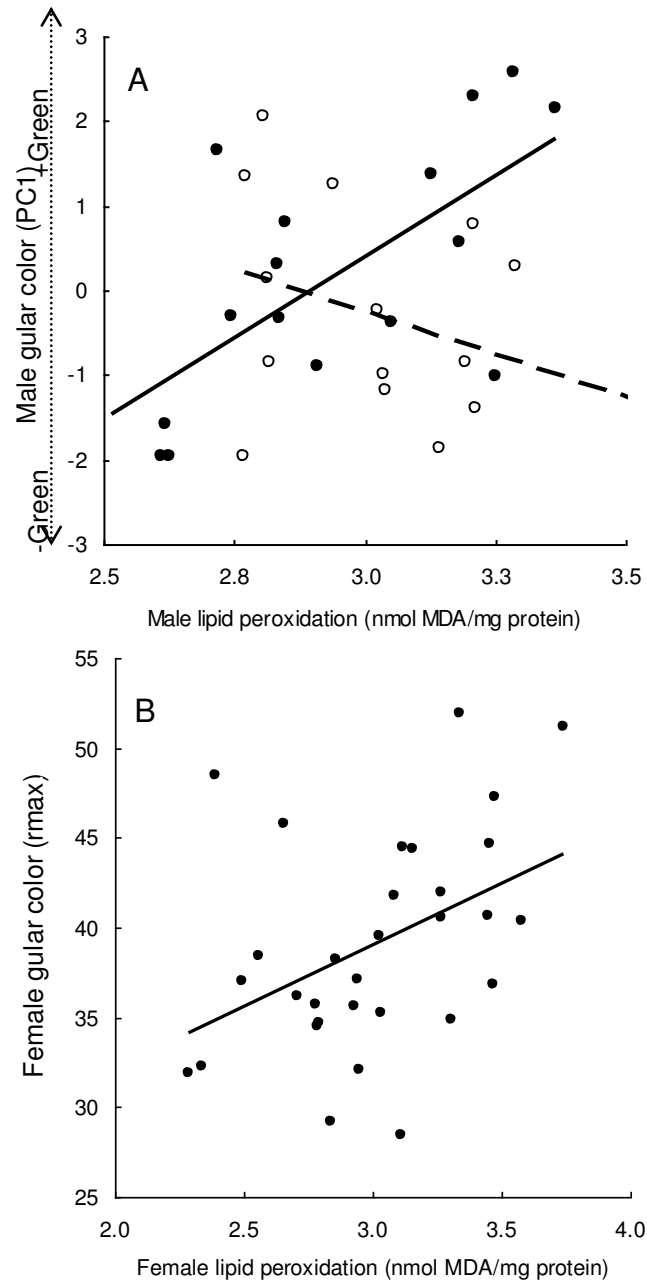 A
+Green
Male gular color (PC1)
-Green
3
2
1
0
-1
-2
-3
2.5 2.8 3.0 3.3 3.5
Male lipid peroxidation (nmol MDA/mg protein)
B
Female gular color (rmax)
55
50
45
40
35
30
25
2.0 2.5 3.0 3.5 4.0
Female lipid peroxidation (nmol MDA/mg protein)